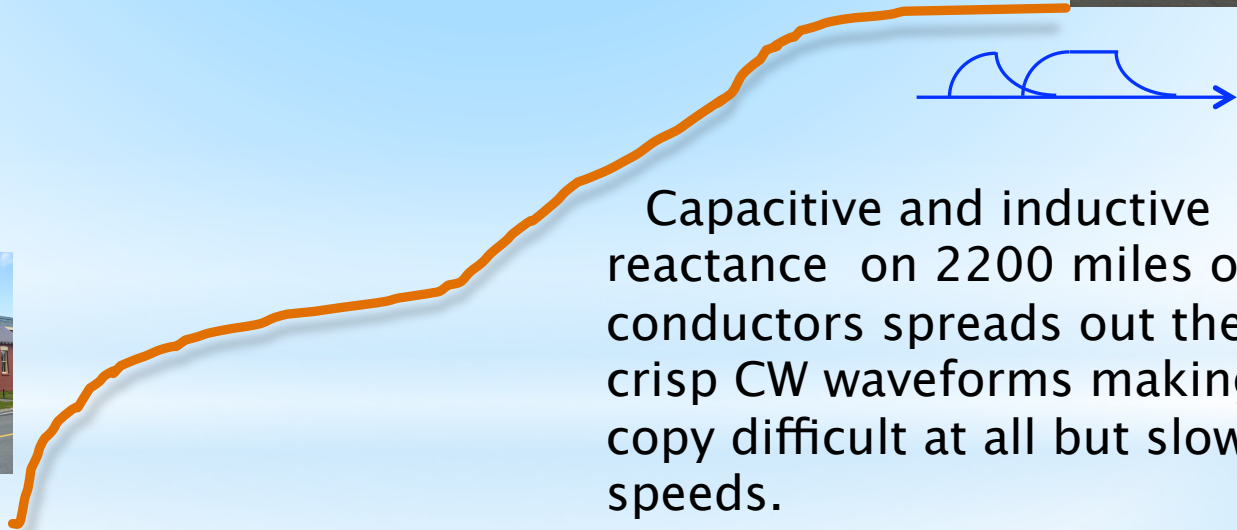 Capacitive and inductive
reactance on 2200 miles o
conductors spreads out the
crisp CW waveforms making
copy difficult at all but slow
speeds.